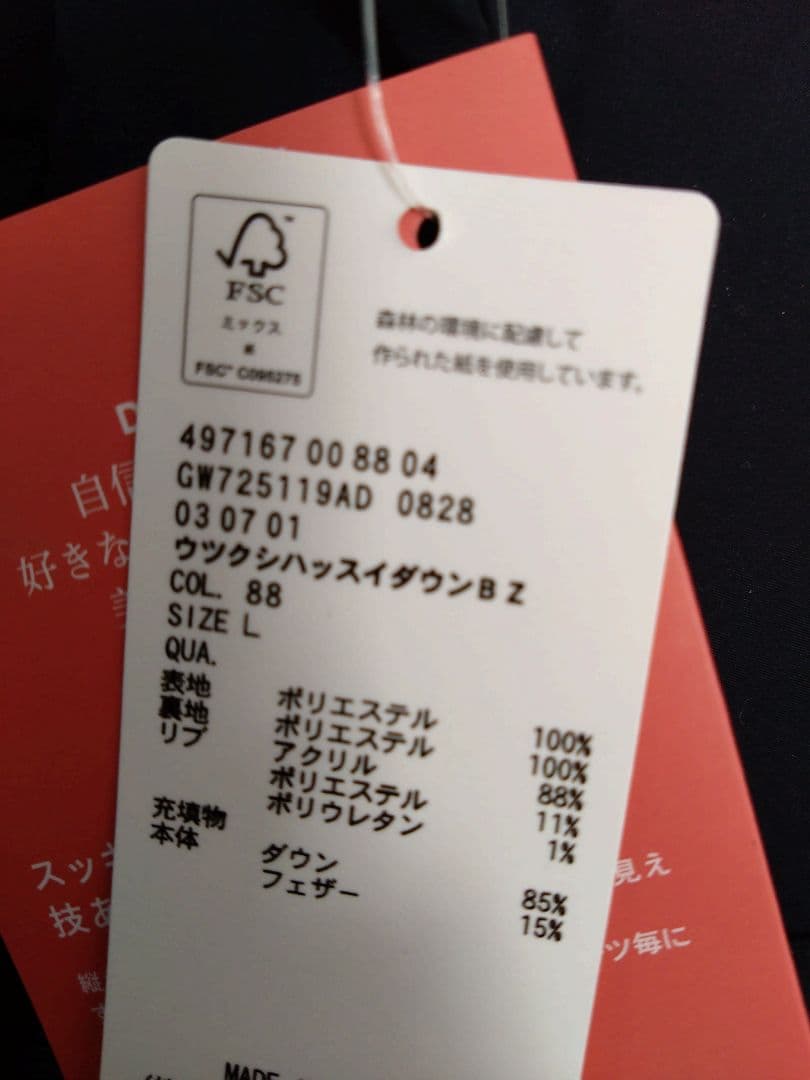 FSC
ミックス
紙
FSC® C095275
森林の環境に配慮して
作られた紙を使用しています。
497167 00 88 04
GW725119AD 0828
03 07 01
ウツクシハッスイダウンBZ
COL. 88
SIZE L
QUA.
表地 ポリエステル 100%
裏地 ポリエステル 100%
リブ アクリル 88%
ポリエステル 11%
ポリウレタン 1%
充填物
本体 ダウン 85%
フェザー 15%
MADE
D
自信
好きな
スッキ
見え
技あ
ツ毎に
縦
す